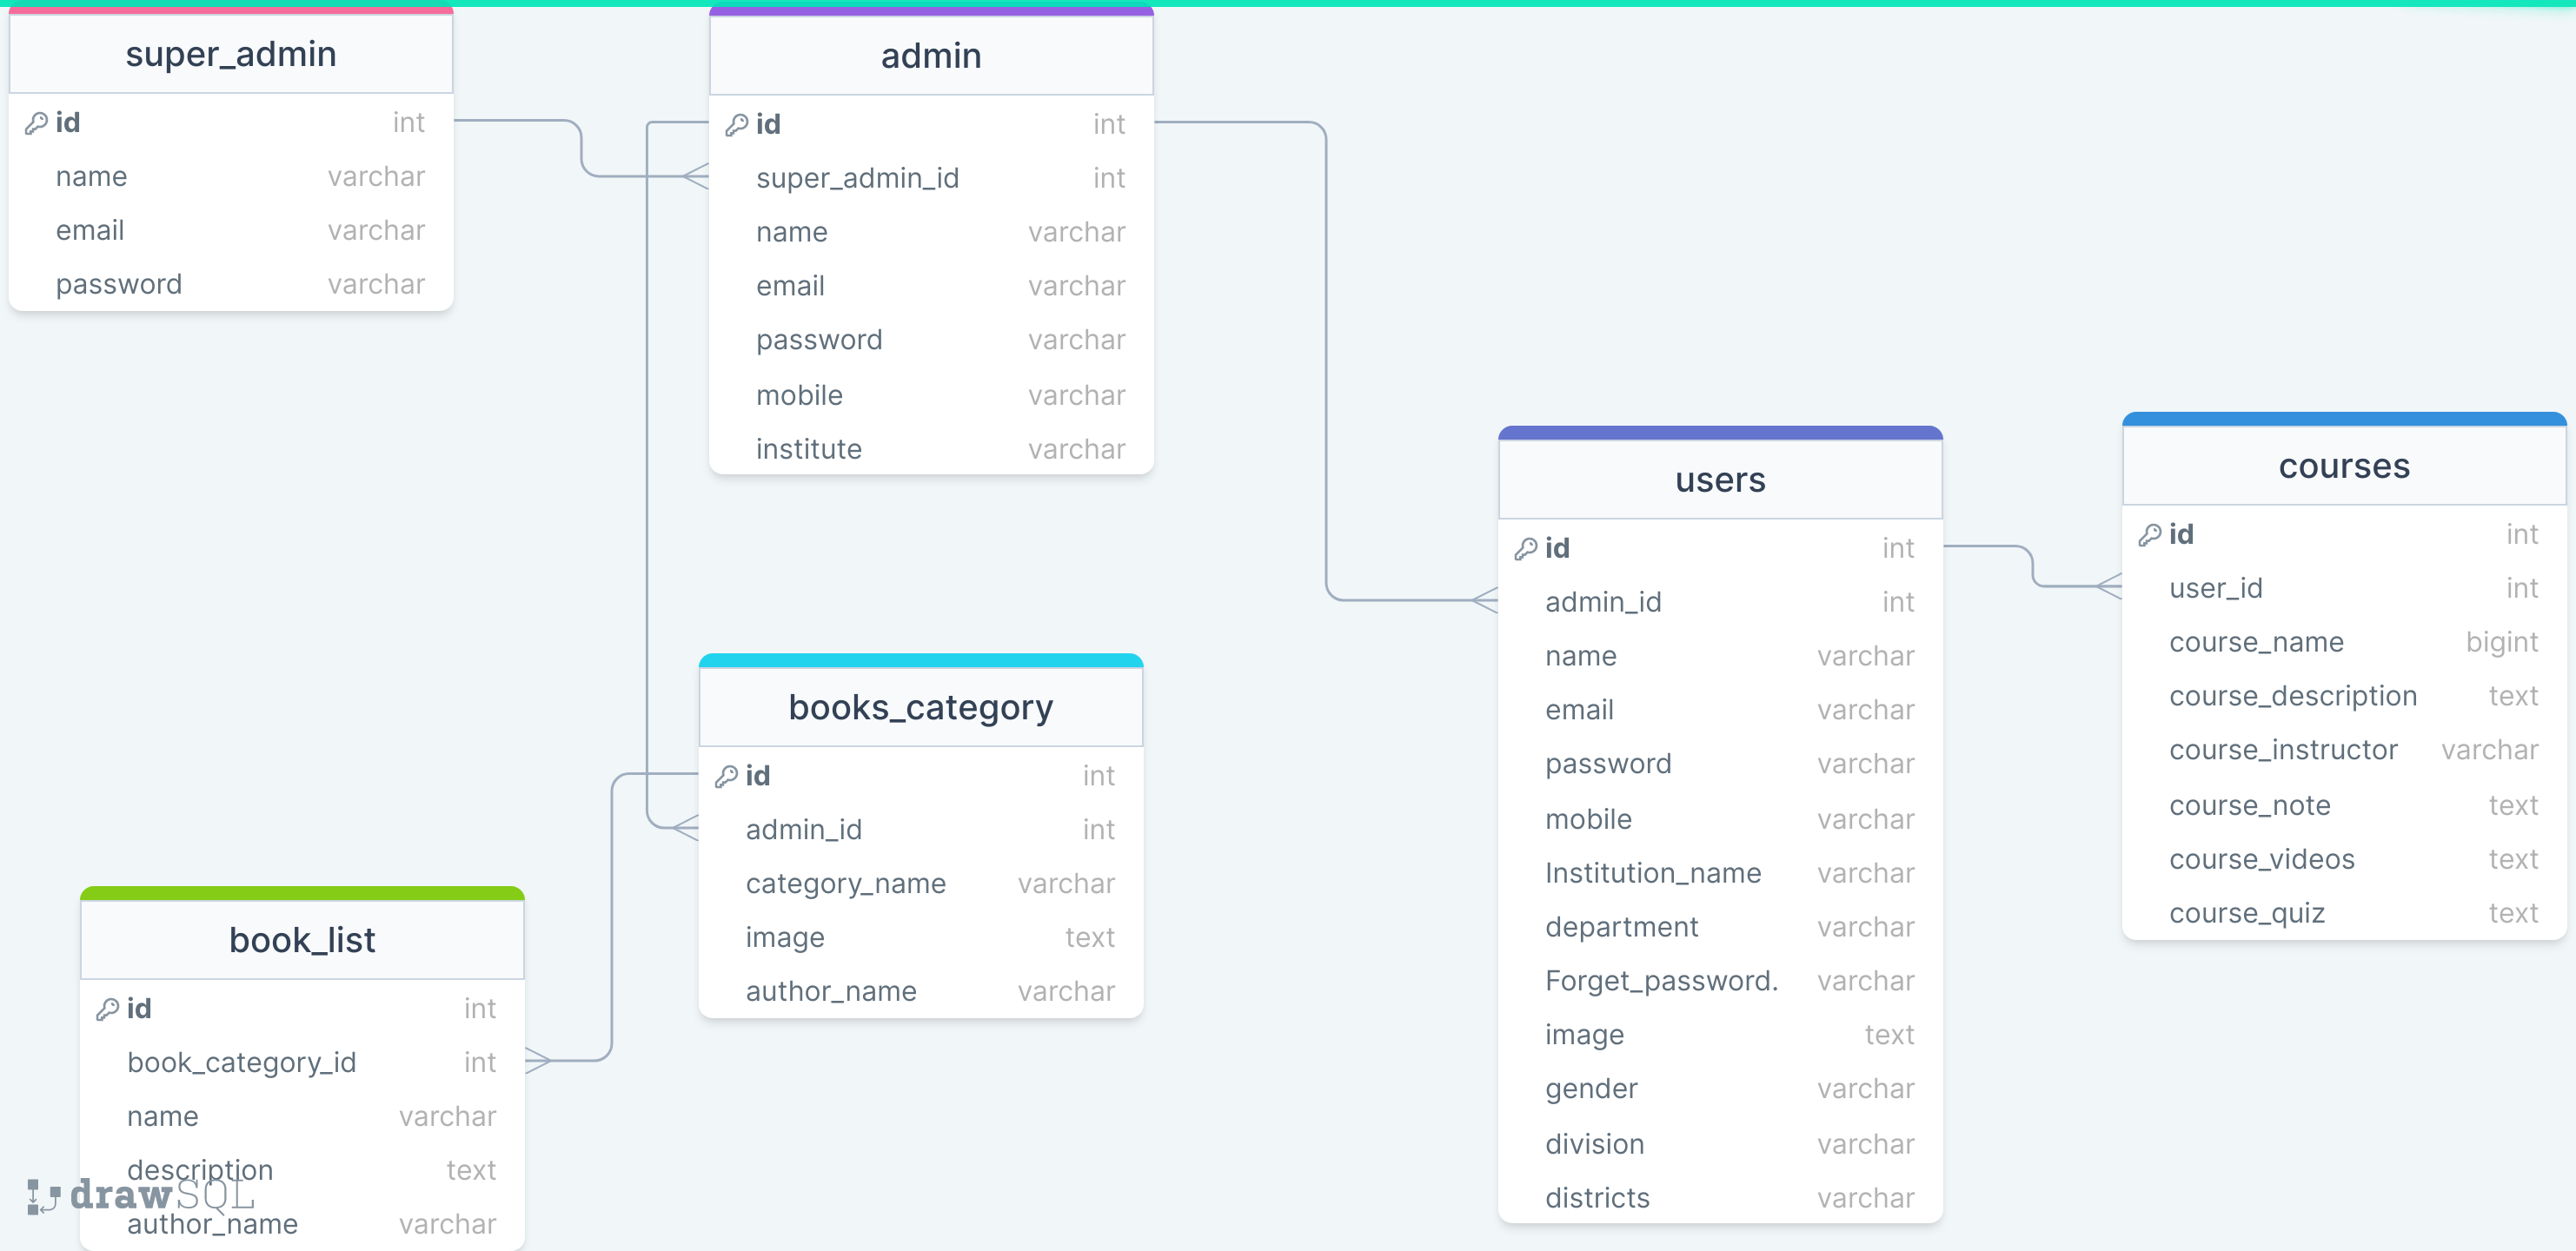 super_admin
id int
name varchar
email varchar
password varchar
admin
id int
super_admin_id int
name varchar
email varchar
password varchar
mobile varchar
institute varchar
users
id int
admin_id int
name varchar
email varchar
password varchar
mobile varchar
Institution_name varchar
department varchar
Forget_password. varchar
image text
gender varchar
division varchar
districts varchar
courses
id int
user_id int
course_name bigint
course_description text
course_instructor varchar
course_note text
course_videos text
course_quiz text
books_category
id int
admin_id int
category_name varchar
image text
author_name varchar
book_list
id int
book_category_id int
name varchar
description text
author_name varchar
drawSQL